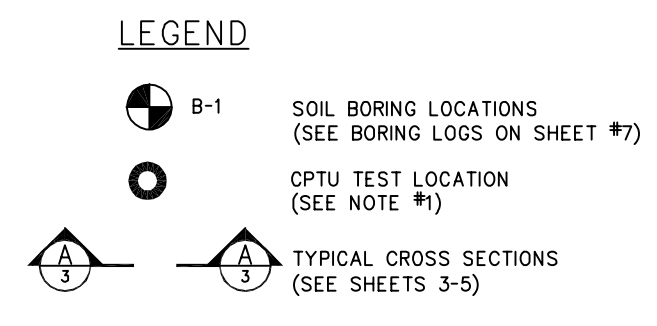 LEGEND
B-1
SOIL BORING LOCATIONS
(SEE BORING LOGS ON SHEET #7)
CPTU TEST LOCATION
(SEE NOTE #1)
A
3
A
3
TYPICAL CROSS SECTIONS
(SEE SHEETS 3-5)